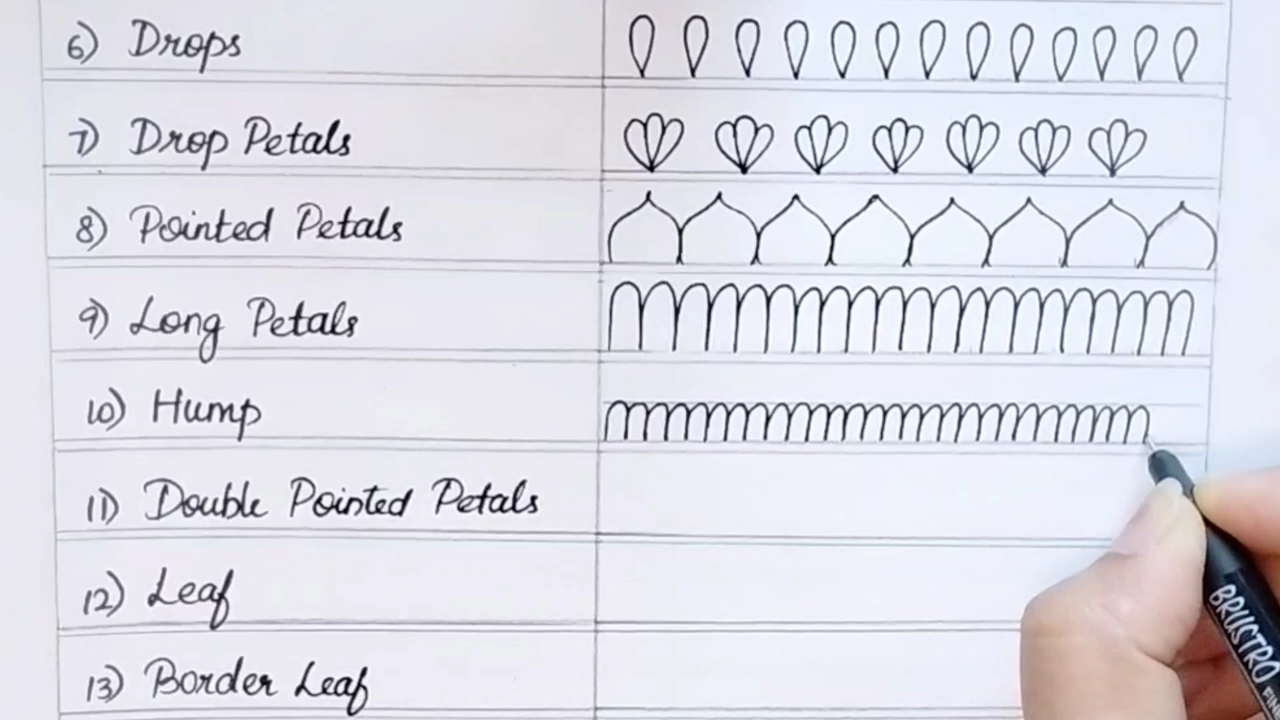 6) Drops
7) Drop Petals
8) Pointed Petals
9) Long Petals
10) Hump
11) Double Pointed Petals
12) Leaf
13) Border Leaf
BRUSTRO